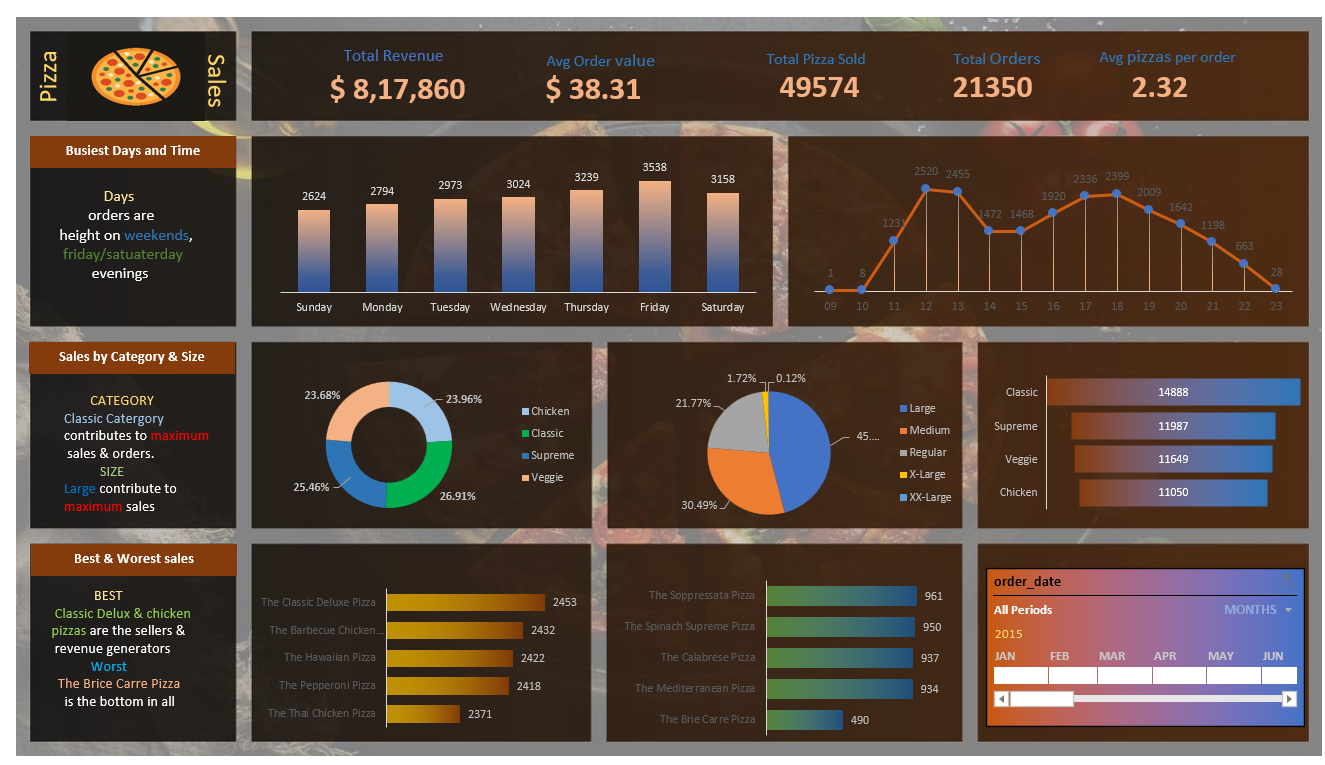 Pizza
Sales
Total Revenue
$ 8,17,860
Avg Order value
$ 38.31
Total Pizza Sold
49574
Total Orders
21350
Avg pizzas per order
2.32
Busiest Days and Time
Days
orders are
height on weekends,
friday/satuaterday
evenings
2624
2794
2973
3024
3239
3538
3158
Sunday
Monday
Tuesday
Wednesday
Thursday
Friday
Saturday
1
8
1231
2520
2455
1472
1468
1920
2336
2399
2009
1642
1198
663
28
09
10
11
12
13
14
15
16
17
18
19
20
21
22
23
Sales by Category & Size
CATEGORY
Classic Catergory
contributes to maximum
sales & orders.
SIZE
Large contribute to
maximum sales
23.68%
23.96%
25.46%
26.91%
Chicken
Classic
Supreme
Veggie
1.72%
0.12%
21.77%
45....
30.49%
Large
Medium
Regular
X-Large
XX-Large
Classic 14888
Supreme 11987
Veggie 11649
Chicken 11050
Best & Worest sales
BEST
Classic Delux & chicken
pizzas are the sellers &
revenue generators
Worst
The Brice Carre Pizza
is the bottom in all
The Classic Deluxe Pizza 2453
The Barbecue Chicken... 2432
The Hawaiian Pizza 2422
The Pepperoni Pizza 2418
The Thai Chicken Pizza 2371
The Soppressata Pizza 961
The Spinach Supreme Pizza 950
The Calabrese Pizza 937
The Mediterranean Pizza 934
The Brie Carre Pizza 490
order_date
All Periods MONTHS
2015
JAN FEB MAR APR MAY JUN